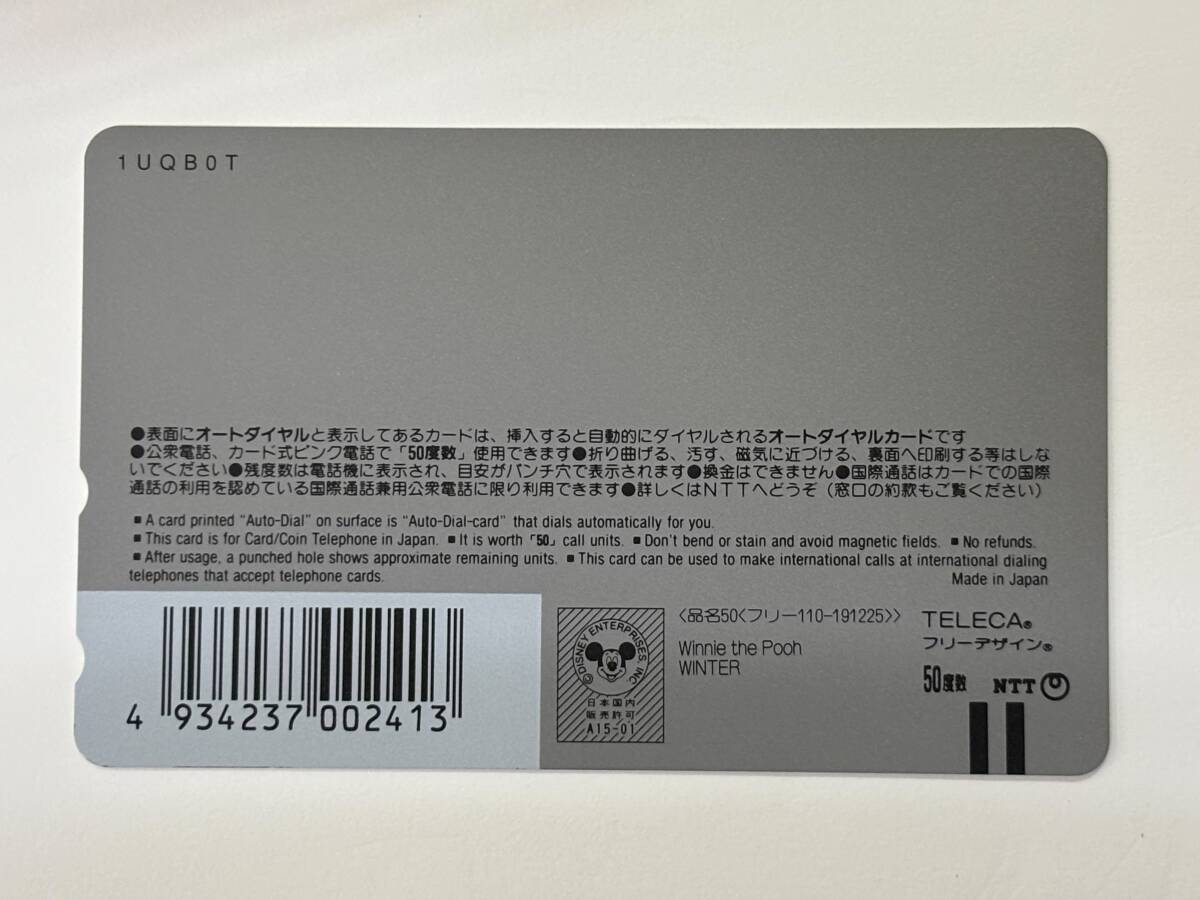 1UQB0T
●表面にオートダイヤルと表示してあるカードは、挿入すると自動的にダイヤルされるオートダイヤルカードです
●公衆電話、カード式ピンク電話で「50度数」使用できます●折り曲げる、汚す、磁気に近づける、裏面へ印刷する等はしな
いでください●残度数は電話機に表示され、目安がパンチ穴で表示されます●換金はできません●国際通話はカードでの国際
通話の利用を認めている国際通話兼用公衆電話に限り利用できます●詳しくはNTTへどうぞ（窓口の約款もご覧ください）
■ A card printed "Auto-Dial" on surface is "Auto-Dial-card" that dials automatically for you.
■ This card is for Card/Coin Telephone in Japan. ■ It is worth「50」call units. ■ Don't bend or stain and avoid magnetic fields. ■ No refunds.
■ After usage, a punched hole shows approximate remaining units. ■ This card can be used to make international calls at international dialing
telephones that accept telephone cards.
Made in Japan
4 934237 002413
©DISNEY ENTERPRISES, INC.
日本国内
販売許可
A15-01
〈品名50〈フリー110-191225〉〉
Winnie the Pooh
WINTER
TELECA®
フリーデザイン®
50度数 NTT